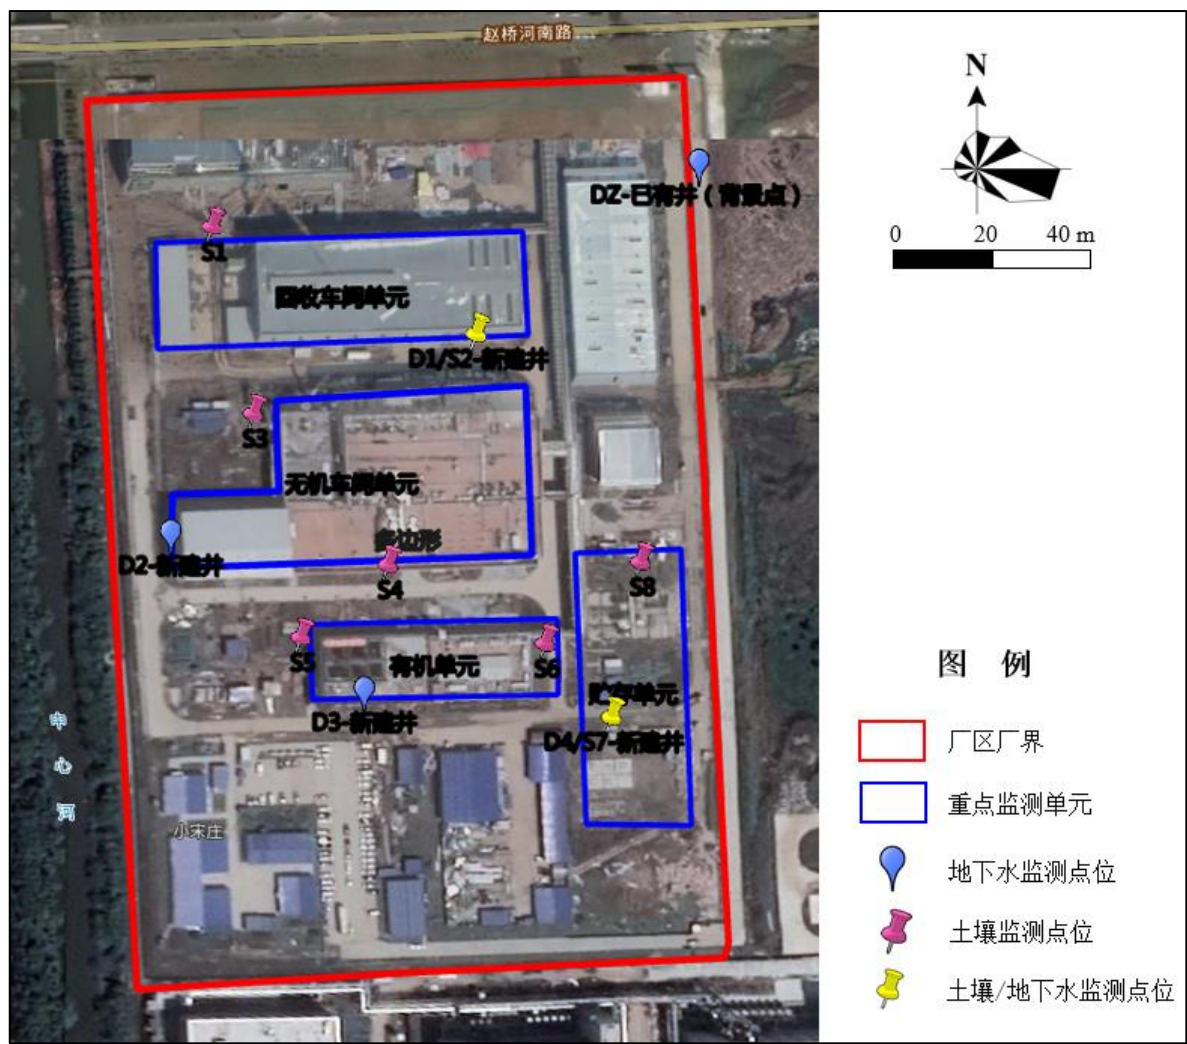 赵桥河南路
N
DZ-已有井（背景点）
0 20 40 m
S1
回收车间单元
D1/S2-新建井
S3
无机车间单元
多边形
D2-新建井
S4
S8
S5
有机单元
S6
贮存单元
D3-新建井
D4/S7-新建井
中心河
小宋庄
图 例
厂区厂界
重点监测单元
地下水监测点位
土壤监测点位
土壤/地下水监测点位